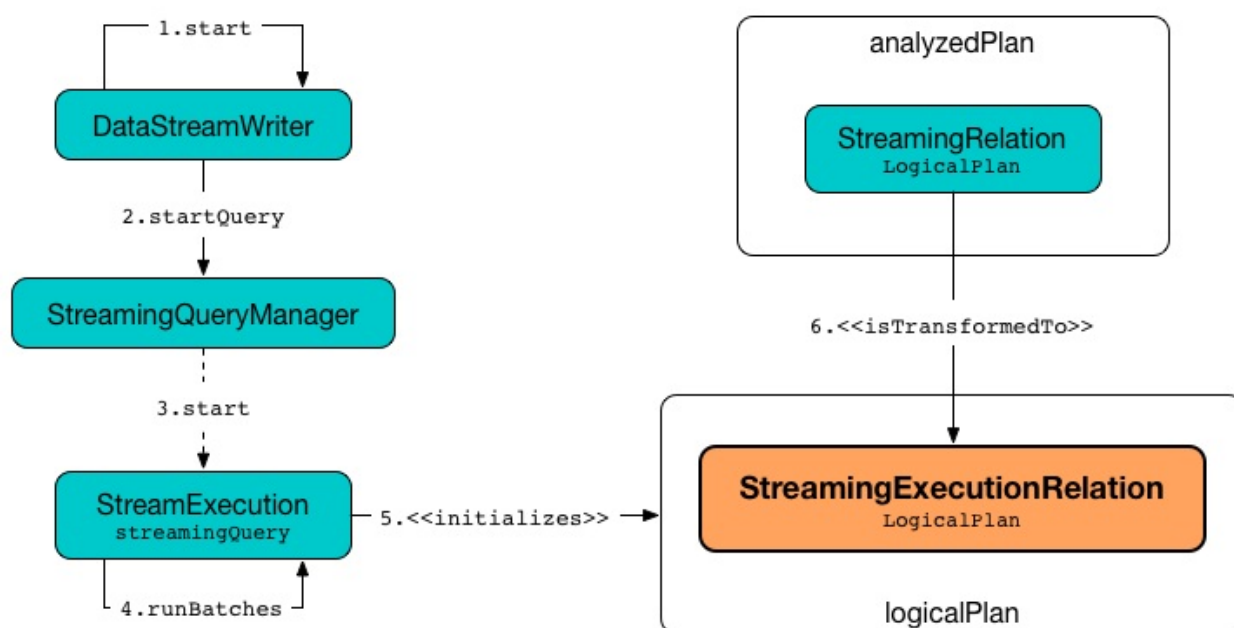 1.start
DataStreamWriter
2.startQuery
StreamingQueryManager
3.start
StreamExecution
streamingQuery
4.runBatches
5.<<initializes>>
analyzedPlan
StreamingRelation
LogicalPlan
6.<<isTransformedTo>>
StreamingExecutionRelation
LogicalPlan
logicalPlan